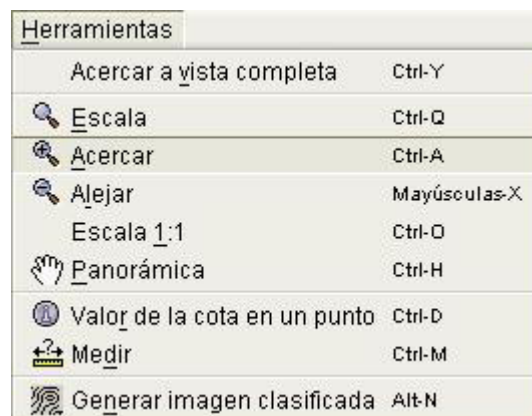 Herramientas
Acercar a vista completa Ctrl-Y
Escala Ctrl-Q
Acercar Ctrl-A
Alejar Mayúsculas-X
Escala 1:1 Ctrl-O
Panorámica Ctrl-H
Valor de la cota en un punto Ctrl-D
Medir Ctrl-M
Generar imagen clasificada Alt-N